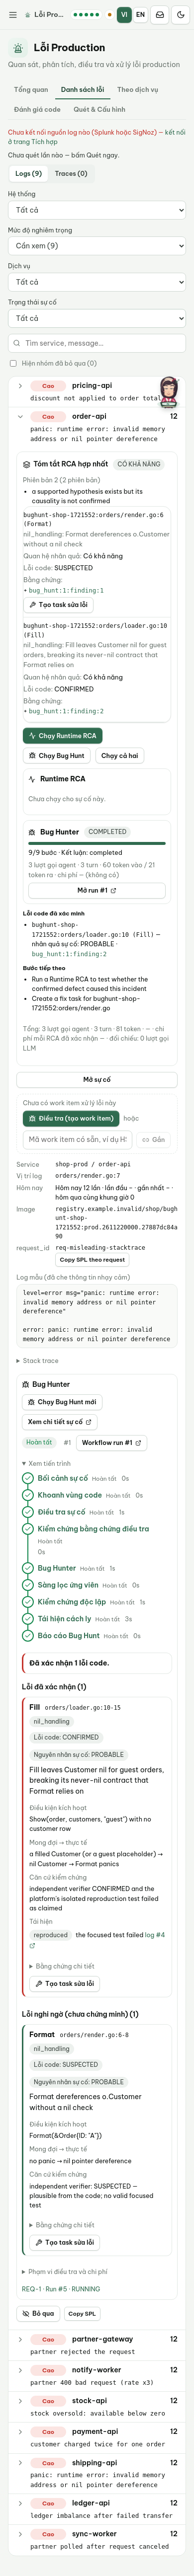 Lỗi Pro...
VI
EN
Lỗi Production
Quan sát, phân tích, điều tra và xử lý lỗi production
Tổng quan
Danh sách lỗi
Theo dịch vụ
Đánh giá code
Quét & Cấu hình
Chưa kết nối nguồn log nào (Splunk hoặc SigNoz) — kết nối
ở trang Tích hợp
Chưa quét lần nào — bấm Quét ngay.
Logs (9)
Traces (0)
Hệ thống
Tất cả
Mức độ nghiêm trọng
Cần xem (9)
Dịch vụ
Tất cả
Trạng thái sự cố
Tất cả
Tìm service, message...
Hiện nhóm đã bỏ qua (0)
Cao
pricing-api
discount not applied to order total
Cao
order-api
12
panic: runtime error: invalid memory
address or nil pointer dereference
Tóm tắt RCA hợp nhất
CÓ KHẢ NĂNG
Phiên bản 2 (2 phiên bản)
a supported hypothesis exists but its
causality is not confirmed
bughunt-shop-1721552:orders/render.go:6
(Format)
nil_handling: Format dereferences o.Customer
without a nil check
Quan hệ nhân quả: Có khả năng
Lỗi code: SUSPECTED
Bằng chứng:
• bug_hunt.1:finding:1
Tạo task sửa lỗi
bughunt-shop-1721552:orders/loader.go:10
(Fill)
nil_handling: Fill leaves Customer nil for guest
orders, breaking its never-nil contract that
Format relies on
Quan hệ nhân quả: Có khả năng
Lỗi code: CONFIRMED
Bằng chứng:
• bug_hunt.1:finding:2
Chạy Runtime RCA
Chạy Bug Hunt
Chạy cả hai
Runtime RCA
Chưa chạy cho sự cố này.
Bug Hunter
COMPLETED
9/9 bước · Kết luận: completed
3 lượt gọi agent · 3 turn · 60 token vào / 21
token ra · chi phí — (không có)
Mở run #1
Lỗi code đã xác minh
bughunt-shop-
1721552:orders/loader.go:10 (Fill) —
nhân quả sự cố: PROBABLE ·
bug_hunt.1:finding:2
Bước tiếp theo
Run a Runtime RCA to test whether the
confirmed defect caused this incident
Create a fix task for bughunt-shop-
1721552:orders/render.go
Tổng: 3 lượt gọi agent · 3 turn · 81 token · — · chi
phí mỗi RCA đã xác nhận — · đối chiếu: 0 lượt gọi
LLM
Mở sự cố
Chưa có work item xử lý lỗi này
Điều tra (tạo work item)
hoặc
Gắn
Service
shop-prod / order-api
Vị trí log
orders/render.go:7
Hôm nay
Hôm nay 12 lần · lần đầu - · gần nhất - ·
hôm qua cùng khung giờ 0
Image
registry.example.invalid/shop/bugh
unt-shop-
1721552:prod.2611220000.27887dc84a
90
request_id
req-misleading-stacktrace
Copy SPL theo request
Log mẫu (đã che thông tin nhạy cảm)
level=error msg="panic: runtime error:
invalid memory address or nil pointer
dereference"
error: panic: runtime error: invalid
memory address or nil pointer dereference
Stack trace
Bug Hunter
Chạy Bug Hunt mới
Xem chi tiết sự cố
Hoàn tất
#1
Workflow run #1
Xem tiến trình
Bối cảnh sự cố Hoàn tất 0s
Khoanh vùng code Hoàn tất 0s
Điều tra sự cố Hoàn tất 1s
Kiểm chứng bằng chứng điều tra
Hoàn tất
0s
Bug Hunter Hoàn tất 1s
Sàng lọc ứng viên Hoàn tất 0s
Kiểm chứng độc lập Hoàn tất 1s
Tái hiện cách ly Hoàn tất 3s
Báo cáo Bug Hunt Hoàn tất 0s
Đã xác nhận 1 lỗi code.
Lỗi đã xác nhận (1)
Fill orders/loader.go:10-15
nil_handling
Lỗi code: CONFIRMED
Nguyên nhân sự cố: PROBABLE
Fill leaves Customer nil for guest orders,
breaking its never-nil contract that
Format relies on
Điều kiện kích hoạt
Show(order, customers, "guest") with no
customer row
Mong đợi → thực tế
a filled Customer (or a guest placeholder) →
nil Customer → Format panics
Căn cứ kiểm chứng
independent verifier CONFIRMED and the
platform's isolated reproduction test failed
as claimed
Tái hiện
reproduced the focused test failed log #4
Bằng chứng chi tiết
Tạo task sửa lỗi
Lỗi nghi ngờ (chưa chứng minh) (1)
Format orders/render.go:6-8
nil_handling
Lỗi code: SUSPECTED
Nguyên nhân sự cố: PROBABLE
Format dereferences o.Customer
without a nil check
Điều kiện kích hoạt
Format(&Order{ID: "A"})
Mong đợi → thực tế
no panic → nil pointer dereference
Căn cứ kiểm chứng
independent verifier: SUSPECTED —
plausible from the code; no valid focused
test
Bằng chứng chi tiết
Tạo task sửa lỗi
Phạm vi điều tra và chi phí
REQ-1 · Run #5 · RUNNING
Bỏ qua
Copy SPL
Cao
partner-gateway
12
partner rejected the request
Cao
notify-worker
12
partner 400 bad request (rate x3)
Cao
stock-api
12
stock oversold: available below zero
Cao
payment-api
12
customer charged twice for one order
Cao
shipping-api
12
panic: runtime error: invalid memory
address or nil pointer dereference
Cao
ledger-api
12
ledger imbalance after failed transfer
Cao
sync-worker
12
partner polled after request canceled